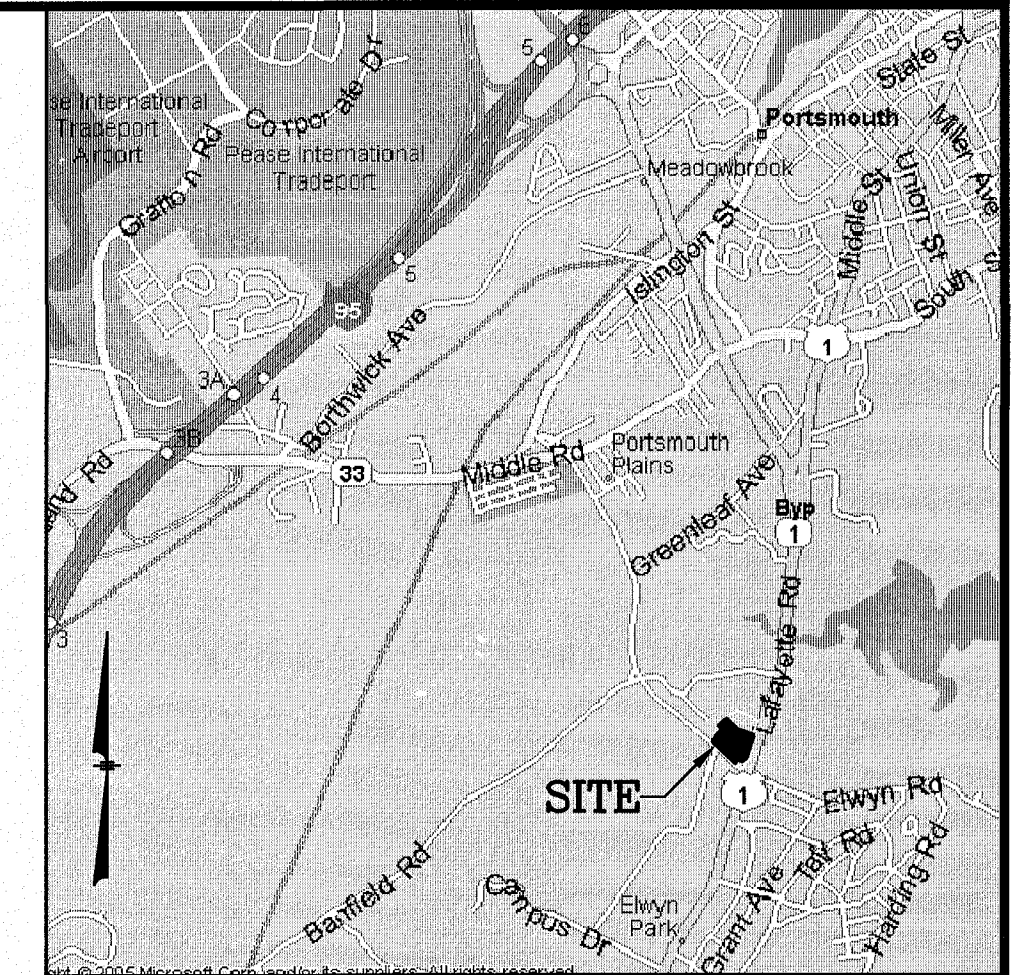 5
6
State St
se International
Tradeport
Airport
Corporate Dr
Portsmouth
Pease International
Tradeport
Miller Ave
Meadowbrook
Grafton Rd
Middle St
Union St
Islington St
South St
5
95
Borthwick Ave
1
3A
4
3B
Portsmouth
Plains
Middle Rd
33
land Rd
Greenleaf Ave
Byp
1
3
Lafayette Rd
SITE
1
Elwyn Rd
Banfield Rd
Taft Rd
Harding Rd
Campus Dr
Elwyn
Park
Grant Ave
ght © 2005 Microsoft Corp. and/or its suppliers. All rights reserved.